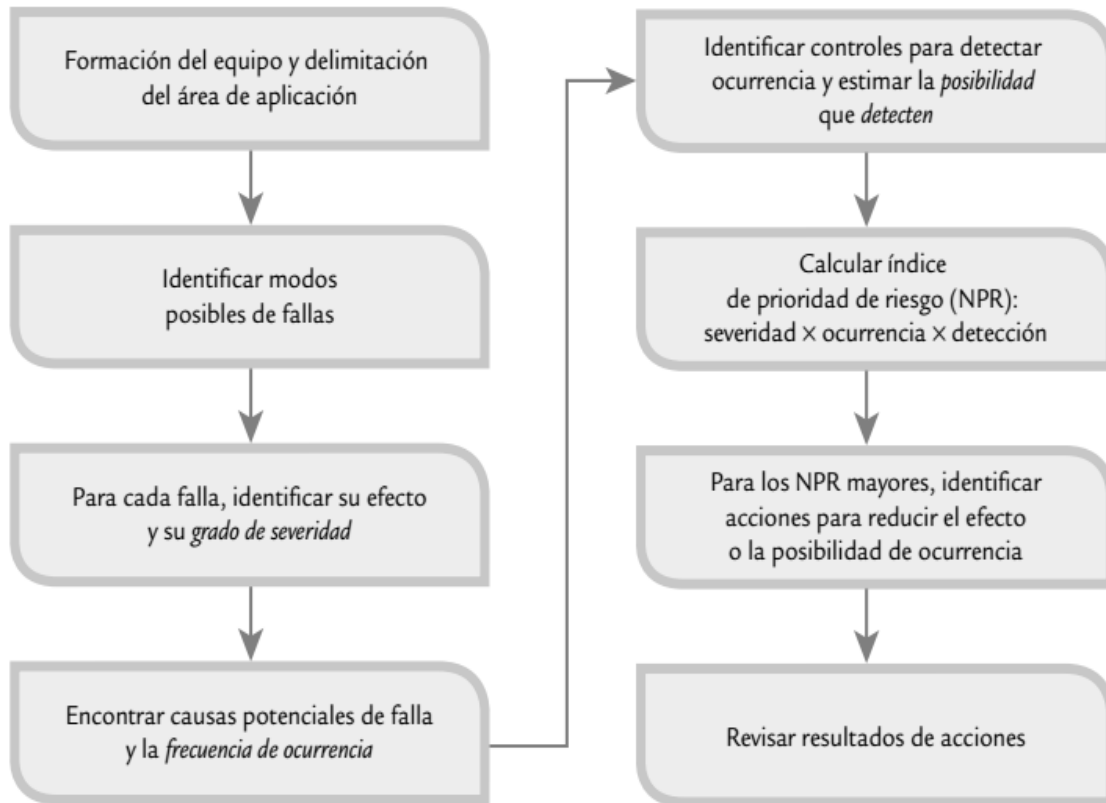 Formación del equipo y delimitación
del área de aplicación
Identificar modos
posibles de fallas
Para cada falla, identificar su efecto
y su grado de severidad
Encontrar causas potenciales de falla
y la frecuencia de ocurrencia
Identificar controles para detectar
ocurrencia y estimar la posibilidad
que detecten
Calcular índice
de prioridad de riesgo (NPR):
severidad × ocurrencia × detección
Para los NPR mayores, identificar
acciones para reducir el efecto
o la posibilidad de ocurrencia
Revisar resultados de acciones